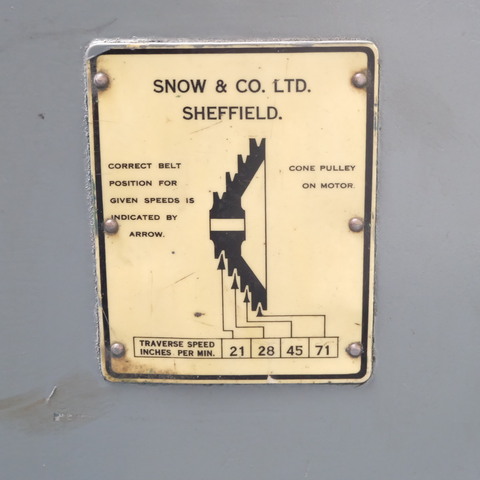 SNOW & CO. LTD.
SHEFFIELD.
CORRECT BELT
POSITION FOR
GIVEN SPEEDS IS
INDICATED BY
ARROW.
CONE PULLEY
ON MOTOR.
TRAVERSE SPEED
INCHES PER MIN.
21 28 45 71